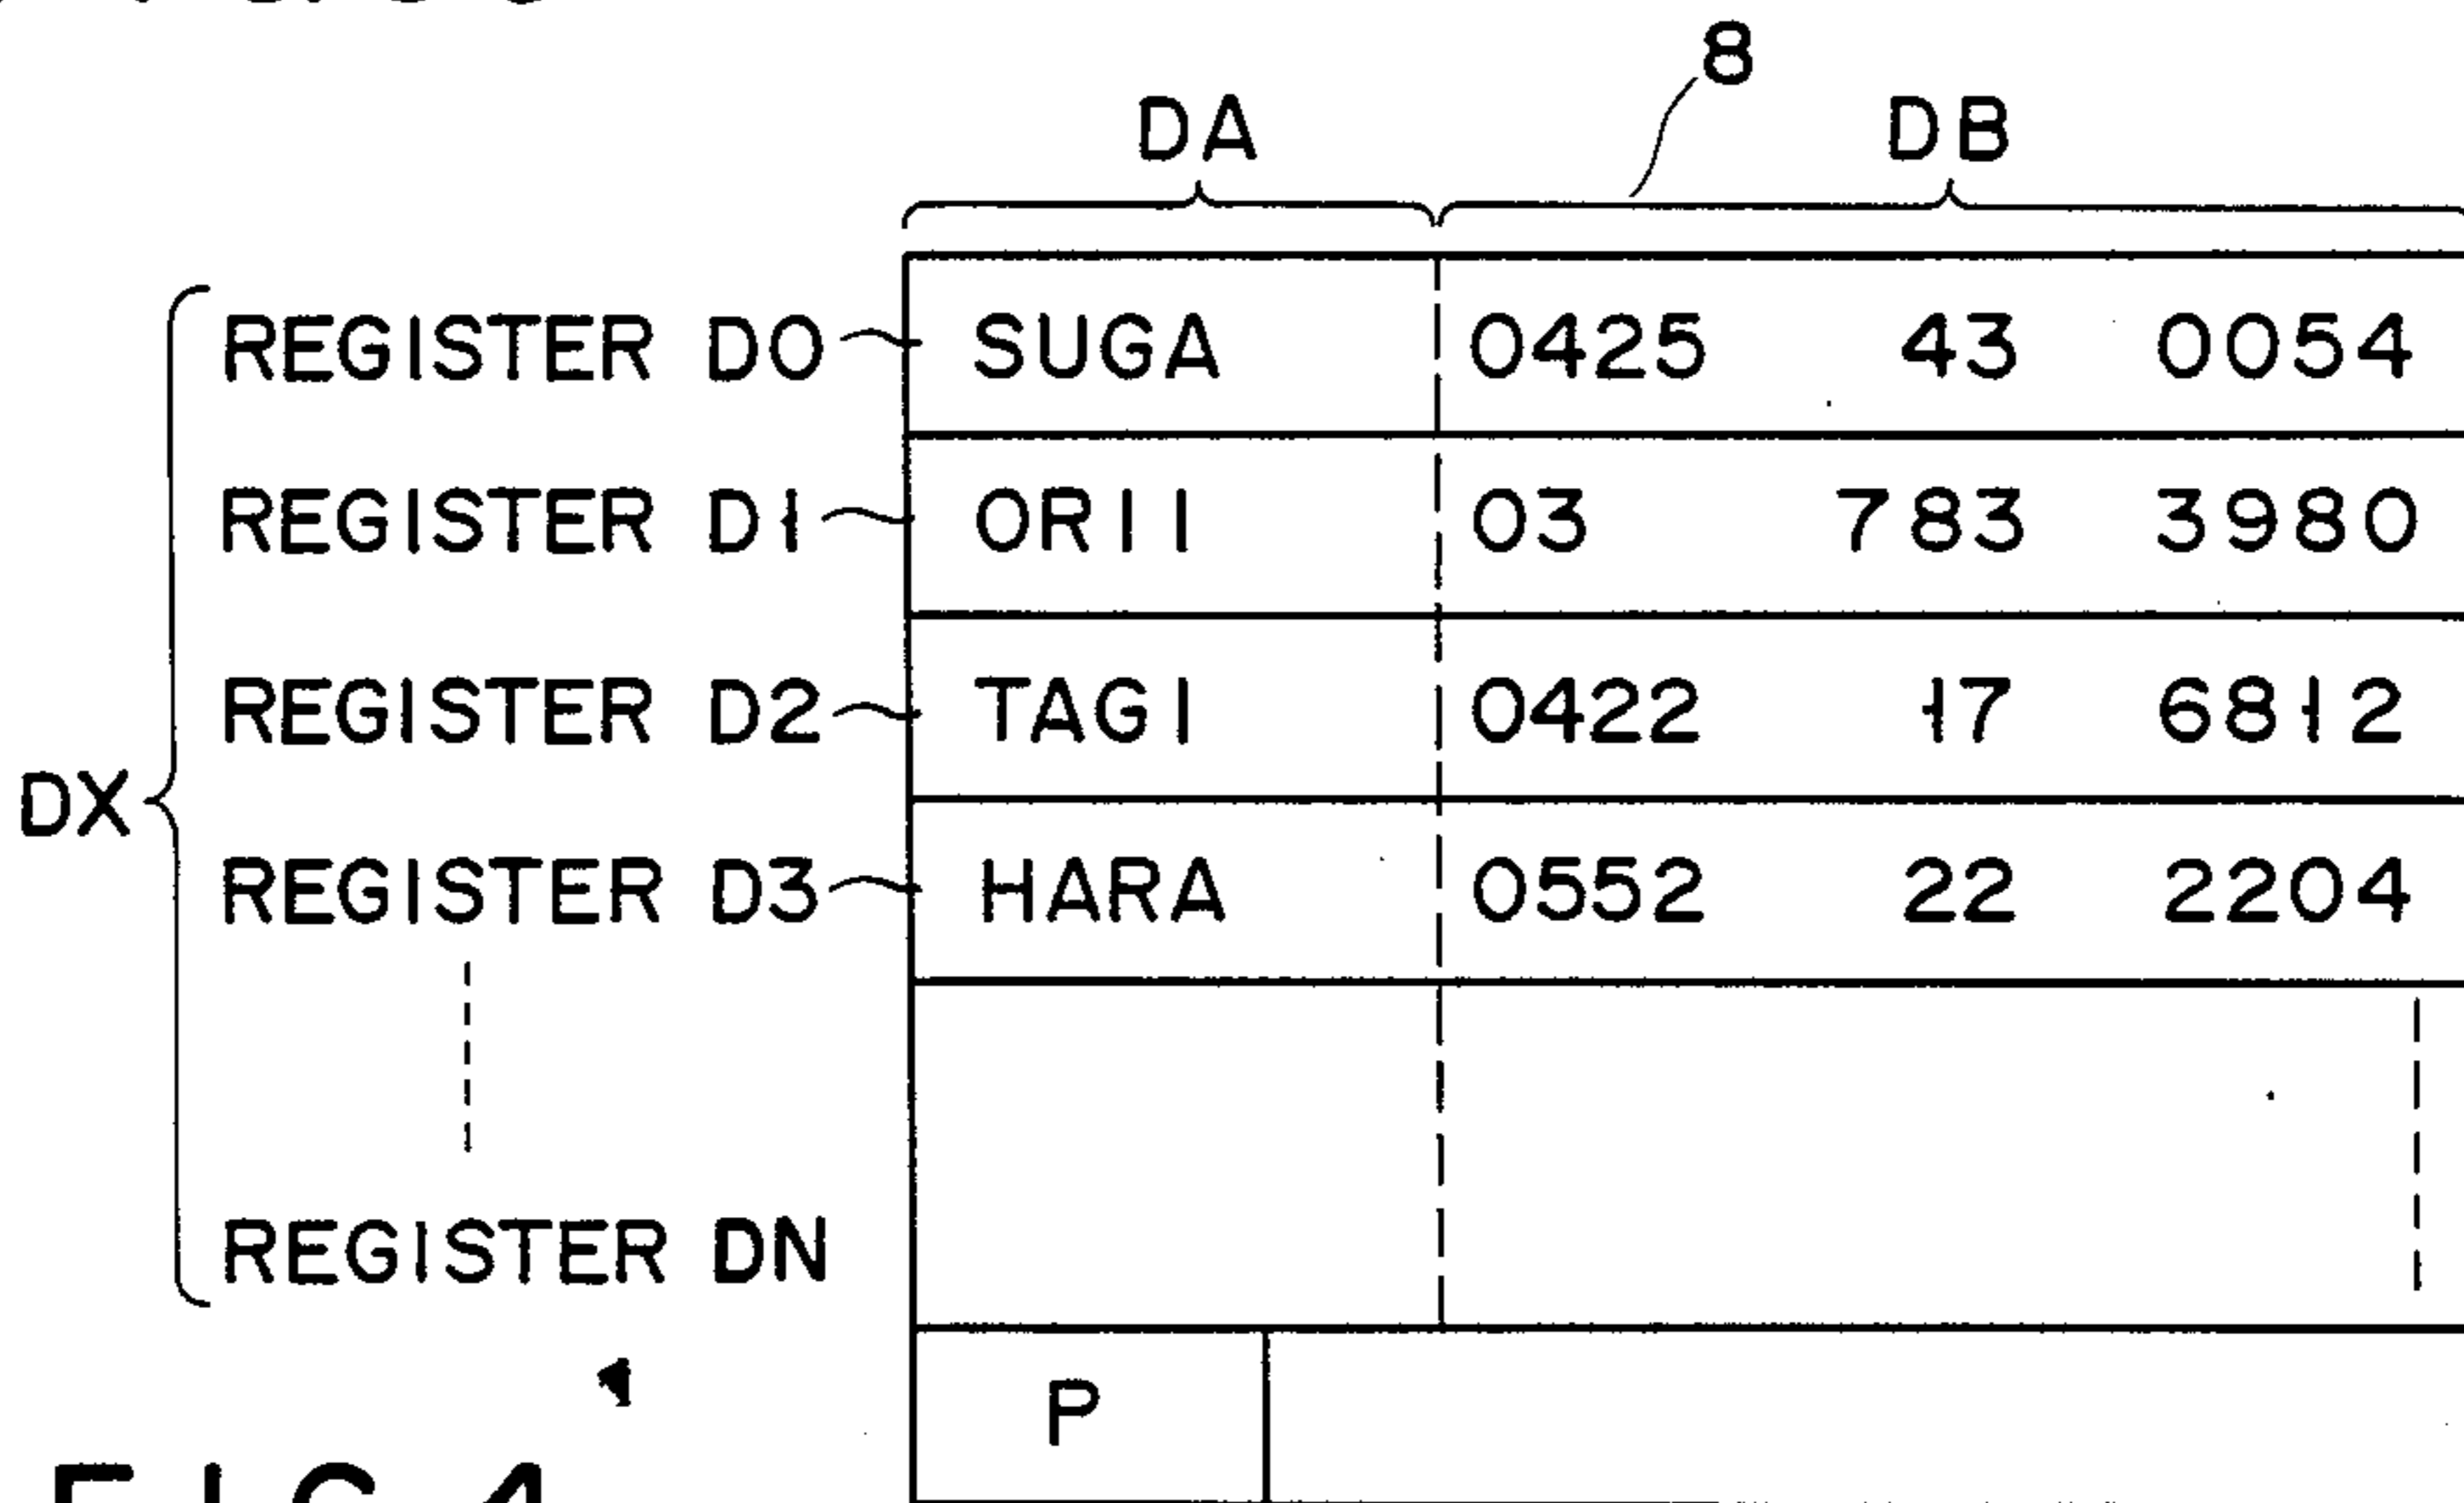 8
DA DB
REGISTER D0 SUGA 0425 43 0054
REGISTER D1 ORII 03 783 3980
REGISTER D2 TAGI 0422 17 6812
DX
REGISTER D3 HARA 0552 22 2204
REGISTER DN
P